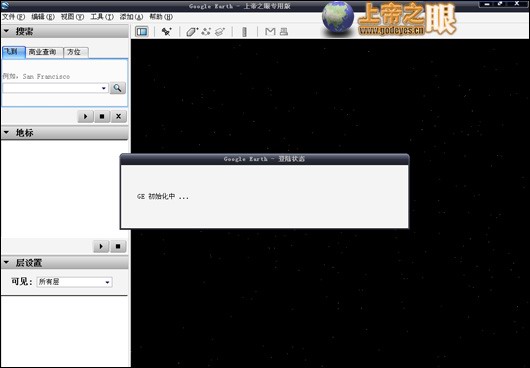 Google Earth - 上帝之眼专用版
文件(F) 编辑(E) 视图(V) 工具(T) 添加(A) 帮助(H)
上帝之眼
www.godeyes.cn
搜索
飞到 商业查询 方位
例如, San Francisco
地标
Google Earth - 登陆状态
GE 初始化中 ...
层设置
可见: 所有层